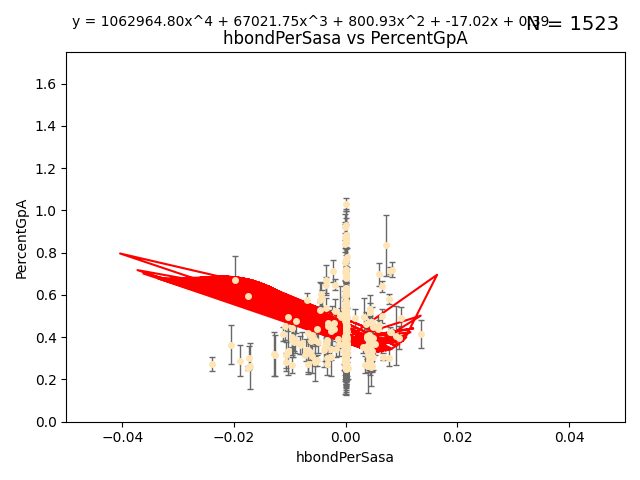 y = 1062964.80x^4 + 67021.75x^3 + 800.93x^2 + -17.02x + 0.39
N = 1523
hbondPerSasa vs PercentGpA
PercentGpA
1.6
1.4
1.2
1.0
0.8
0.6
0.4
0.2
0.0
−0.04
−0.02
0.00
0.02
0.04
hbondPerSasa